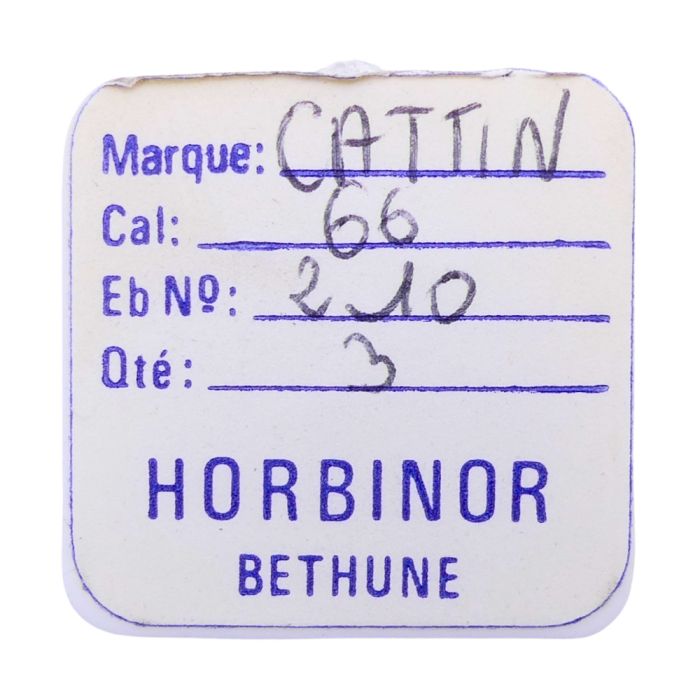 Marque: CATTIN
Cal: 66
Eb Nº: 210
Qté: 3
HORBINOR
BETHUNE